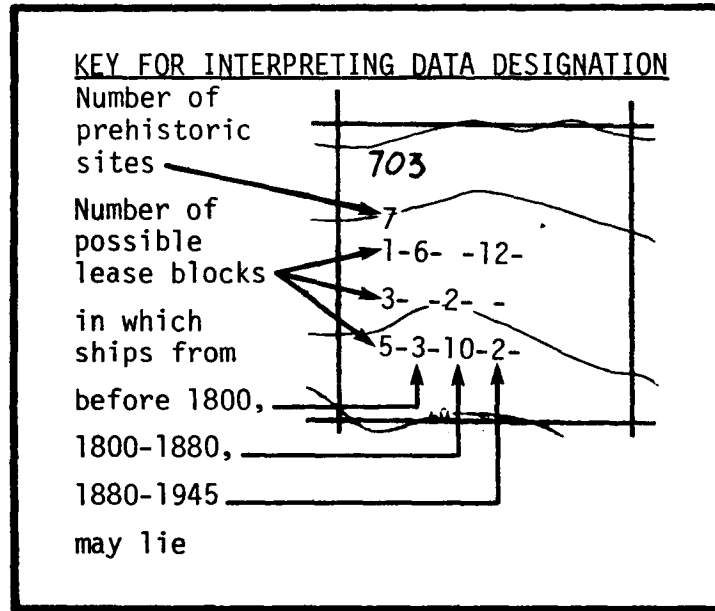 KEY FOR INTERPRETING DATA DESIGNATION
Number of
prehistoric
sites
703
7
Number of
possible
lease blocks
1-6- -12-
3- -2- -
in which
ships from
5-3-10-2-
before 1800,
1800-1880,
1880-1945
may lie